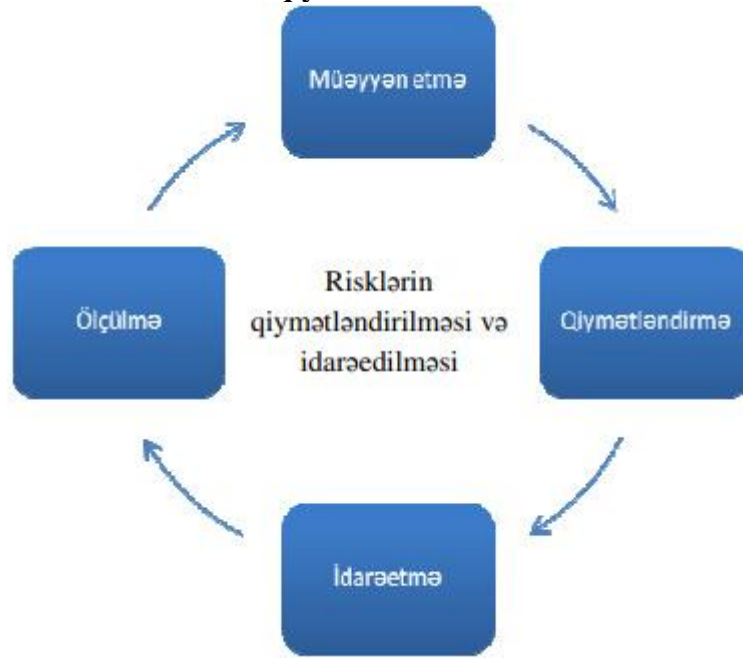 Müəyyən etmə
Ölçülmə
Risklərin
qiymətləndirilməsi və
idarəedilməsi
Qiymətləndirmə
İdarəetmə